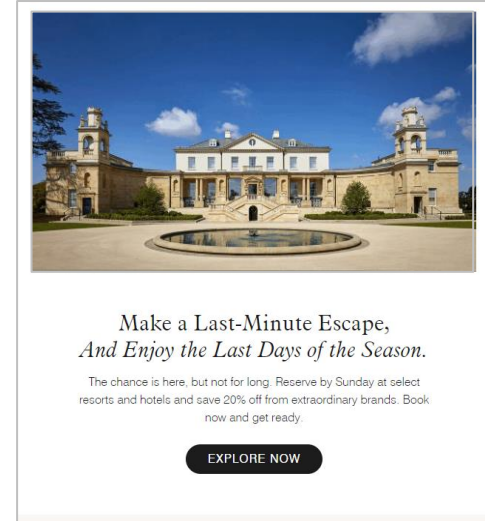 Make a Last-Minute Escape,
And Enjoy the Last Days of the Season.
The chance is here, but not for long. Reserve by Sunday at select
resorts and hotels and save 20% off from extraordinary brands. Book
now and get ready.
EXPLORE NOW